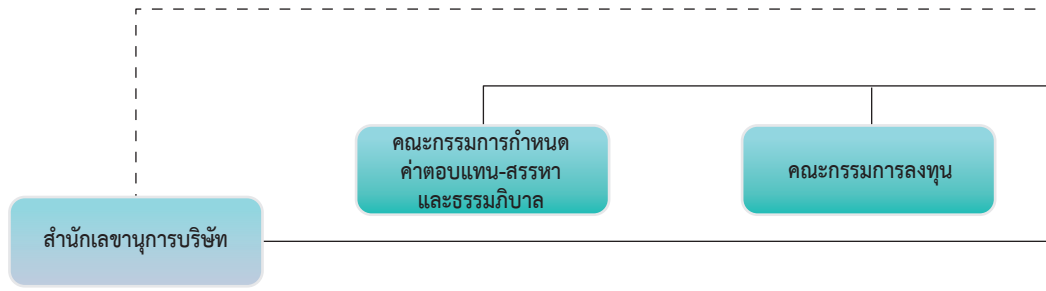 คณะกรรมการกำหนด
ค่าตอบแทน-สรรหา
และธรรมภิบาล
คณะกรรมการลงทุน
สำนักเลขานุการบริษัท